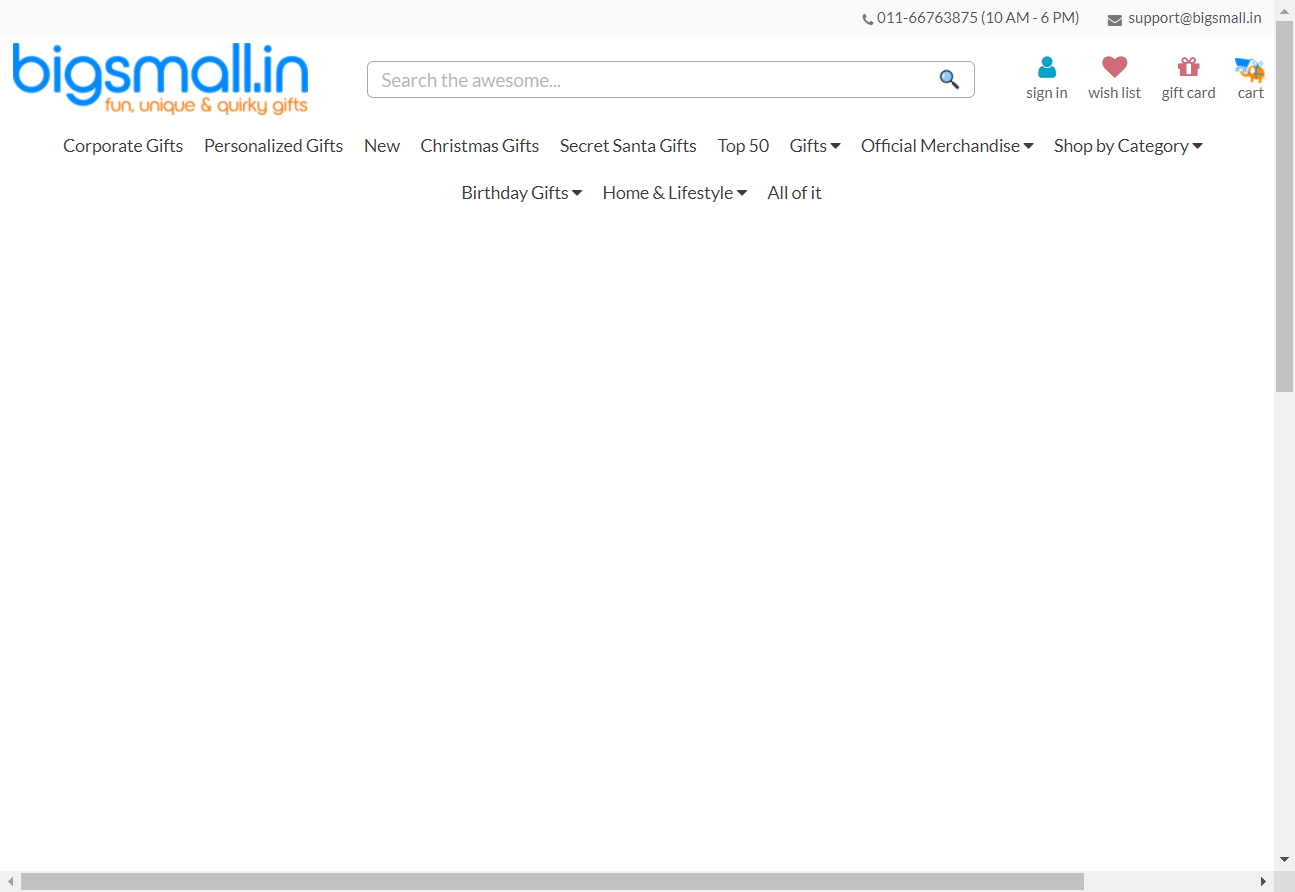 011-66763875 (10 AM - 6 PM) support@bigsmall.in
bigsmall.in
fun, unique & quirky gifts
Search the awesome...
sign in wish list gift card cart
Corporate Gifts Personalized Gifts New Christmas Gifts Secret Santa Gifts Top 50 Gifts Official Merchandise Shop by Category
Birthday Gifts Home & Lifestyle All of it